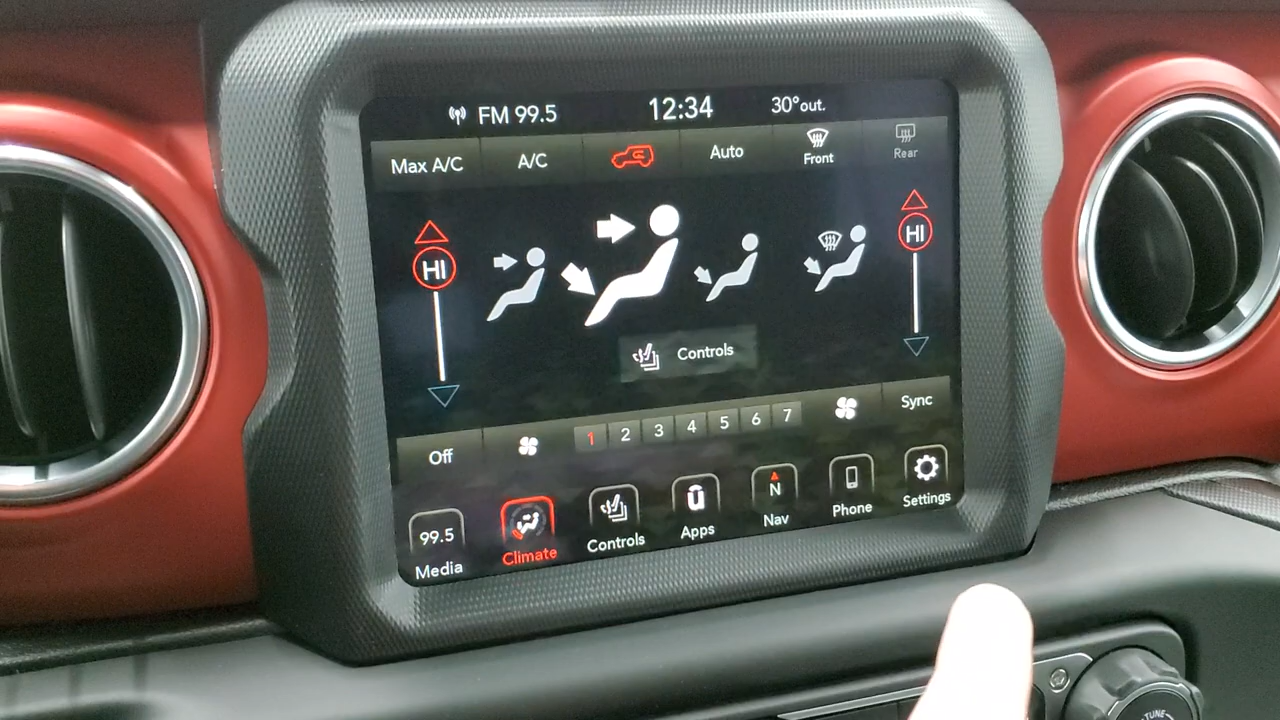 FM 99.5 12:34 30°out.
Max A/C A/C Auto Front Rear
HI HI
Controls
Off 1 2 3 4 5 6 7 Sync
99.5 N
Media Climate Controls Apps Nav Phone Settings
TUNE